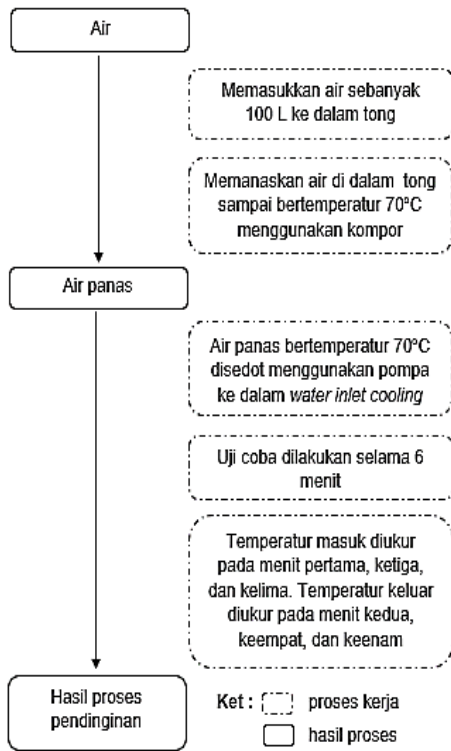 Air
Memasukkan air sebanyak
100 L ke dalam tong
Memanaskan air di dalam tong
sampai bertemperatur 70°C
menggunakan kompor
Air panas
Air panas bertemperatur 70°C
disedot menggunakan pompa
ke dalam water inlet cooling
Uji coba dilakukan selama 6
menit
Temperatur masuk diukur
pada menit pertama, ketiga,
dan kelima. Temperatur keluar
diukur pada menit kedua,
keempat, dan keenam
Hasil proses
pendinginan
Ket : proses kerja
hasil proses